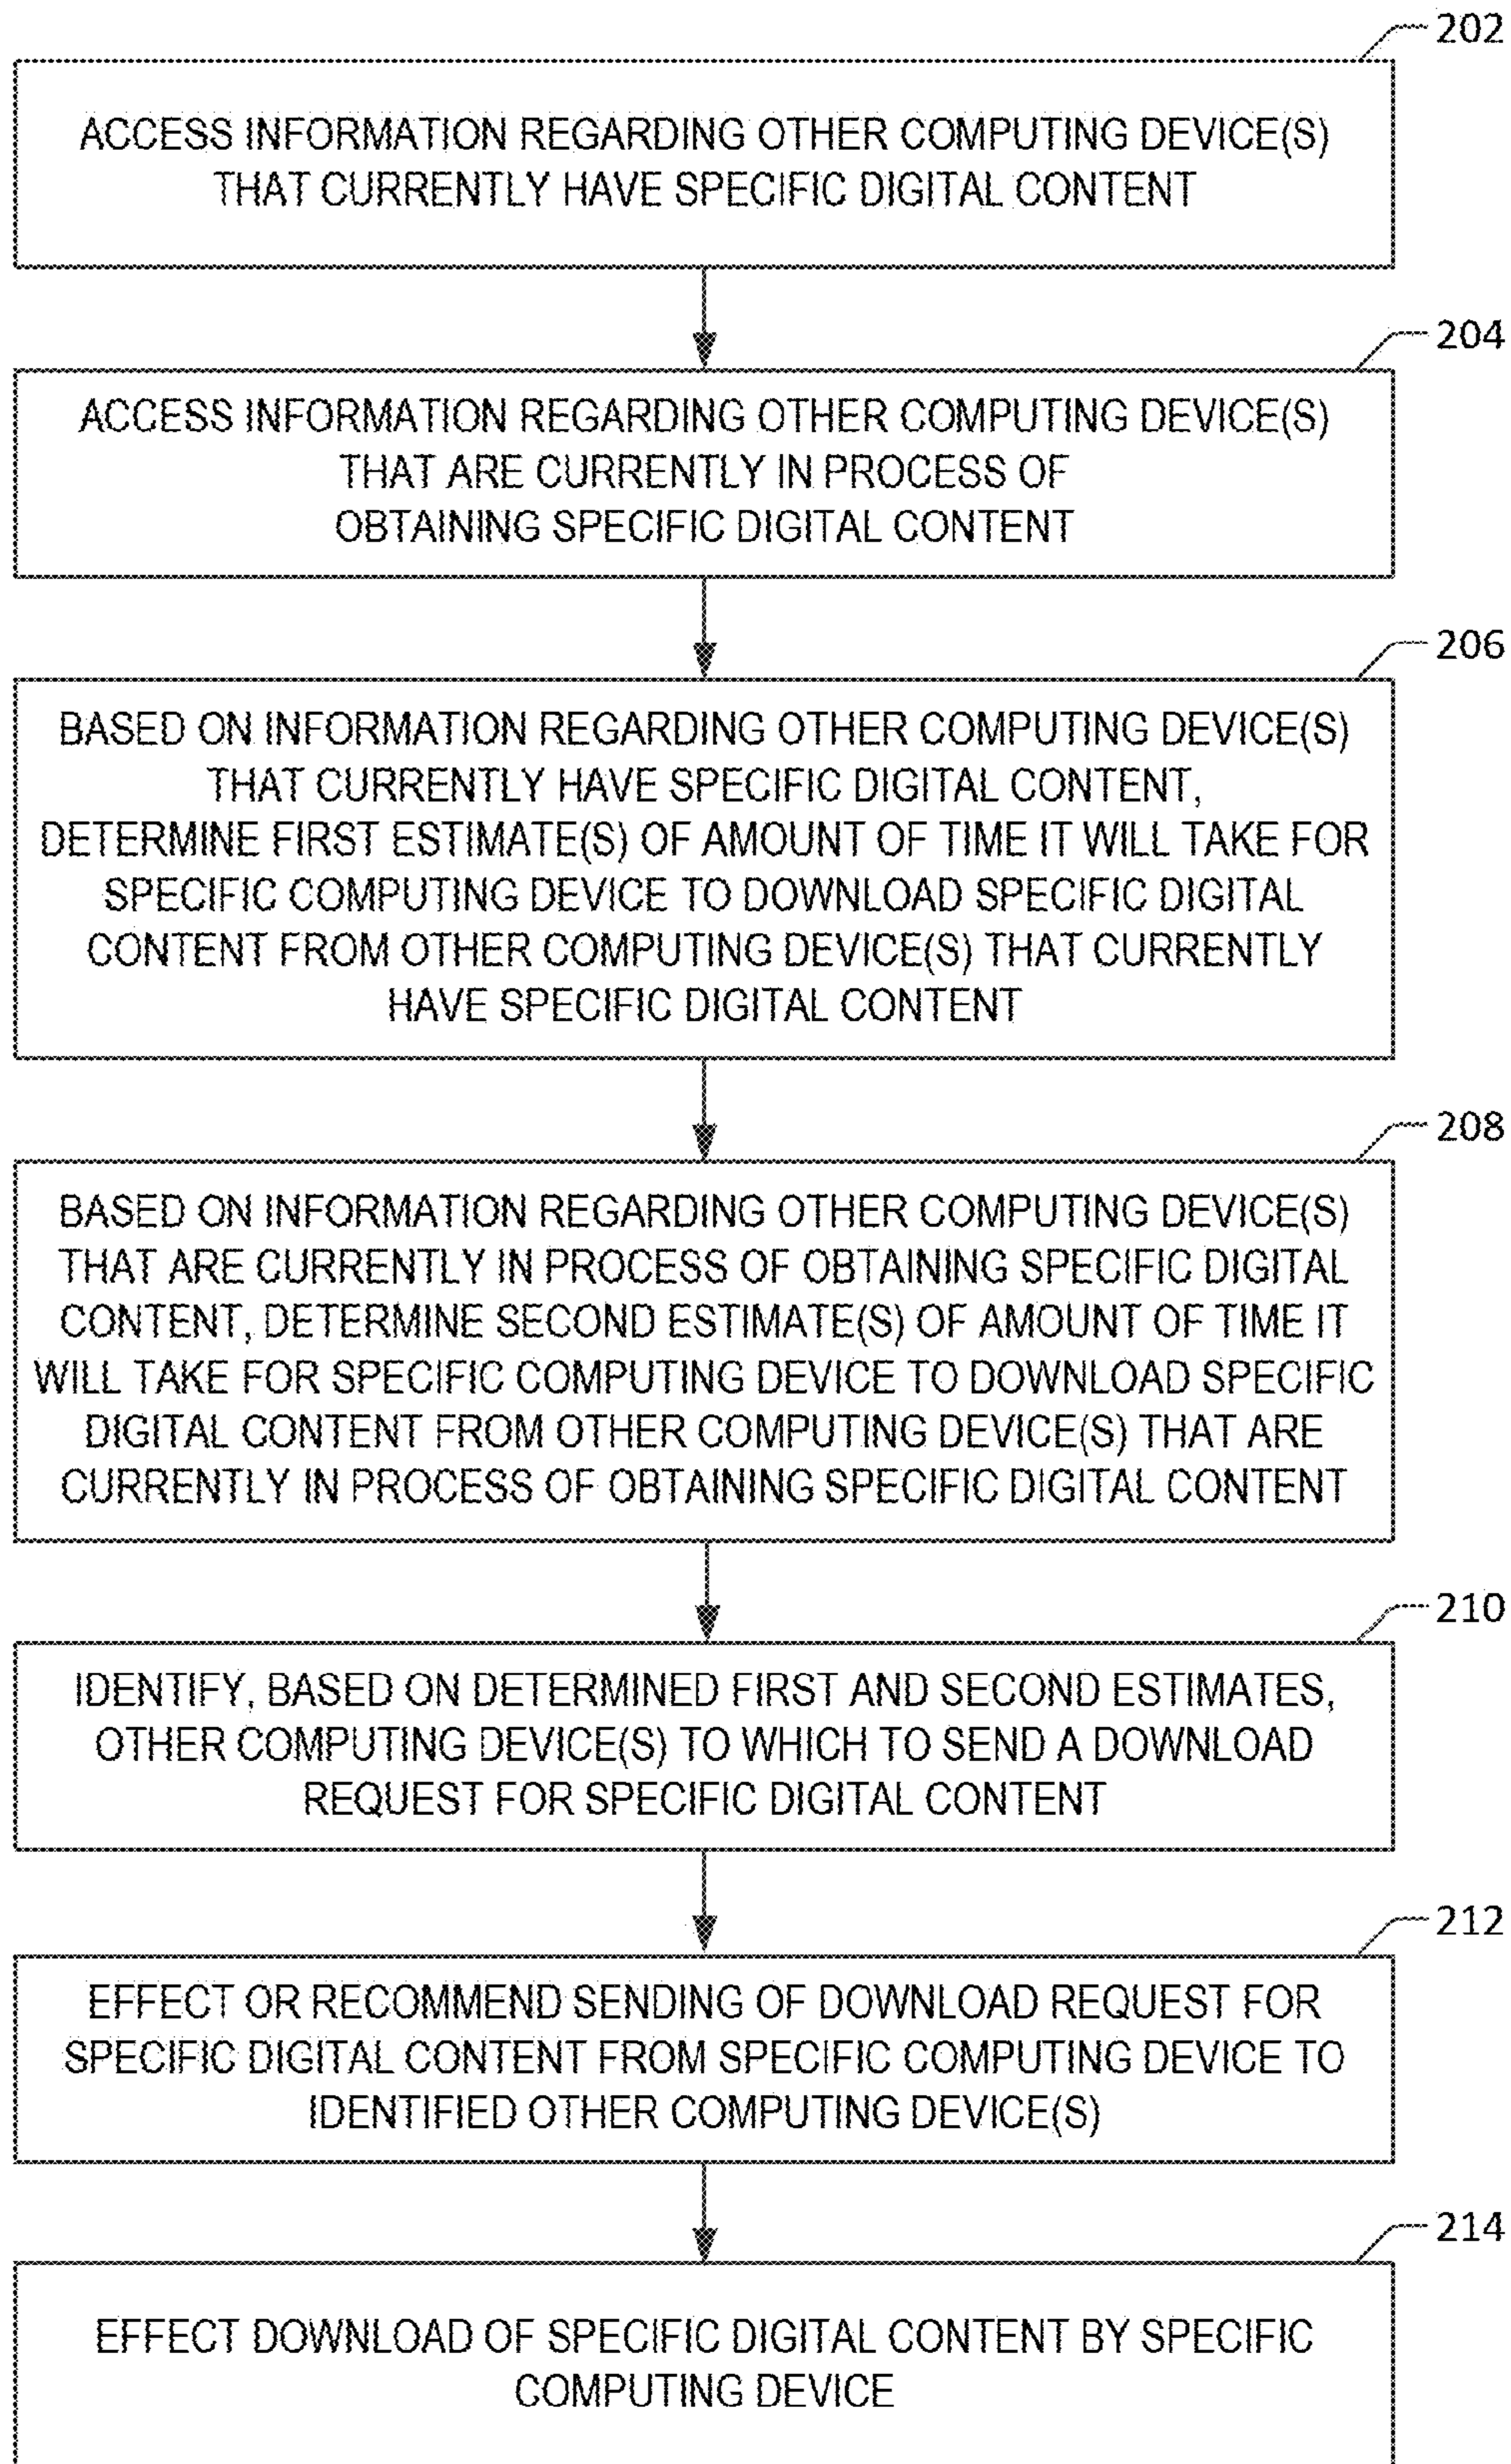 202
ACCESS INFORMATION REGARDING OTHER COMPUTING DEVICE(S)
THAT CURRENTLY HAVE SPECIFIC DIGITAL CONTENT
204
ACCESS INFORMATION REGARDING OTHER COMPUTING DEVICE(S)
THAT ARE CURRENTLY IN PROCESS OF
OBTAINING SPECIFIC DIGITAL CONTENT
206
BASED ON INFORMATION REGARDING OTHER COMPUTING DEVICE(S)
THAT CURRENTLY HAVE SPECIFIC DIGITAL CONTENT,
DETERMINE FIRST ESTIMATE(S) OF AMOUNT OF TIME IT WILL TAKE FOR
SPECIFIC COMPUTING DEVICE TO DOWNLOAD SPECIFIC DIGITAL
CONTENT FROM OTHER COMPUTING DEVICE(S) THAT CURRENTLY
HAVE SPECIFIC DIGITAL CONTENT
208
BASED ON INFORMATION REGARDING OTHER COMPUTING DEVICE(S)
THAT ARE CURRENTLY IN PROCESS OF OBTAINING SPECIFIC DIGITAL
CONTENT, DETERMINE SECOND ESTIMATE(S) OF AMOUNT OF TIME IT
WILL TAKE FOR SPECIFIC COMPUTING DEVICE TO DOWNLOAD SPECIFIC
DIGITAL CONTENT FROM OTHER COMPUTING DEVICE(S) THAT ARE
CURRENTLY IN PROCESS OF OBTAINING SPECIFIC DIGITAL CONTENT
210
IDENTIFY, BASED ON DETERMINED FIRST AND SECOND ESTIMATES,
OTHER COMPUTING DEVICE(S) TO WHICH TO SEND A DOWNLOAD
REQUEST FOR SPECIFIC DIGITAL CONTENT
212
EFFECT OR RECOMMEND SENDING OF DOWNLOAD REQUEST FOR
SPECIFIC DIGITAL CONTENT FROM SPECIFIC COMPUTING DEVICE TO
IDENTIFIED OTHER COMPUTING DEVICE(S)
214
EFFECT DOWNLOAD OF SPECIFIC DIGITAL CONTENT BY SPECIFIC
COMPUTING DEVICE